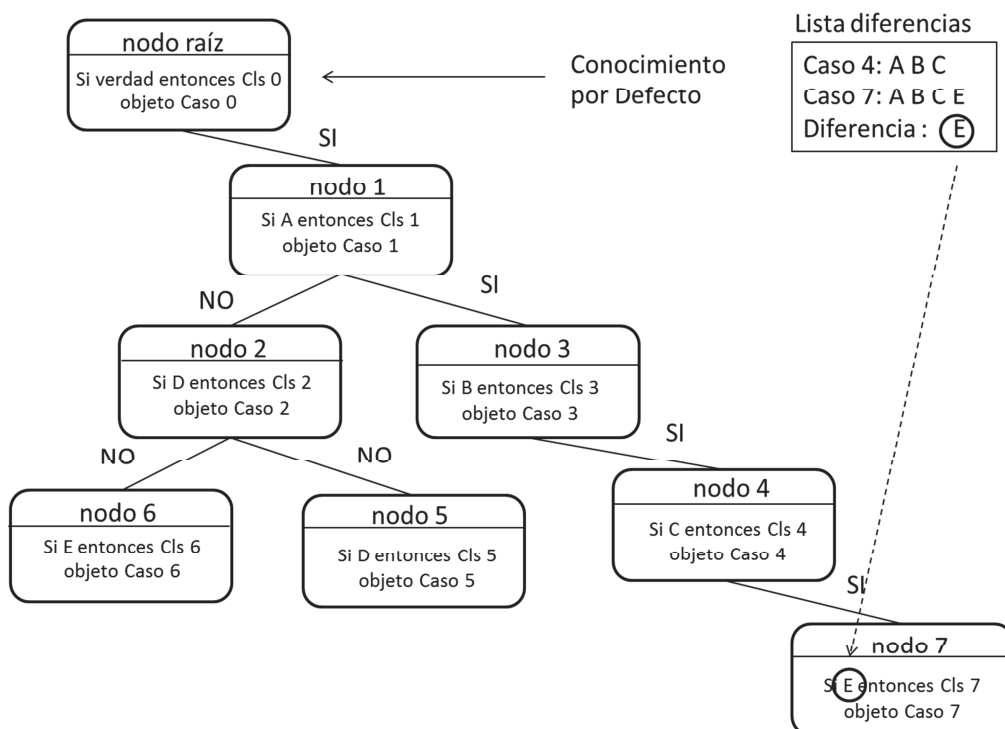 nodo raíz
Si verdad entonces Cls 0
objeto Caso 0
Conocimiento
por Defecto
Lista diferencias
Caso 4: A B C
Caso 7: A B C E
Diferencia : E
SI
nodo 1
Si A entonces Cls 1
objeto Caso 1
NO
SI
nodo 2
Si D entonces Cls 2
objeto Caso 2
nodo 3
Si B entonces Cls 3
objeto Caso 3
NO
NO
SI
nodo 6
Si E entonces Cls 6
objeto Caso 6
nodo 5
Si D entonces Cls 5
objeto Caso 5
nodo 4
Si C entonces Cls 4
objeto Caso 4
SI
nodo 7
Si E entonces Cls 7
objeto Caso 7